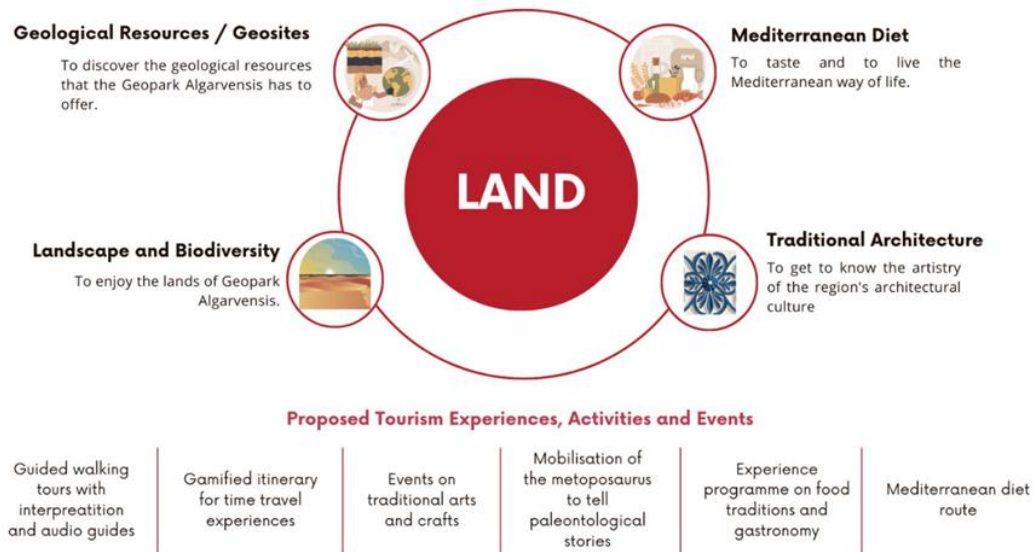 Geological Resources / Geosites
To discover the geological resources
that the Geopark Algarvensis has to
offer.
Mediterranean Diet
To taste and to live the
Mediterranean way of life.
LAND
Landscape and Biodiversity
To enjoy the lands of Geopark
Algarvensis.
Traditional Architecture
To get to know the artistry
of the region's architectural
culture
Proposed Tourism Experiences, Activities and Events
Guided walking
tours with
interpreatition
and audio guides
Gamified itinerary
for time travel
experiences
Events on
traditional arts
and crafts
Mobilisation of
the metoposaurus
to tell
paleontological
stories
Experience
programme on food
traditions and
gastronomy
Mediterranean diet
route